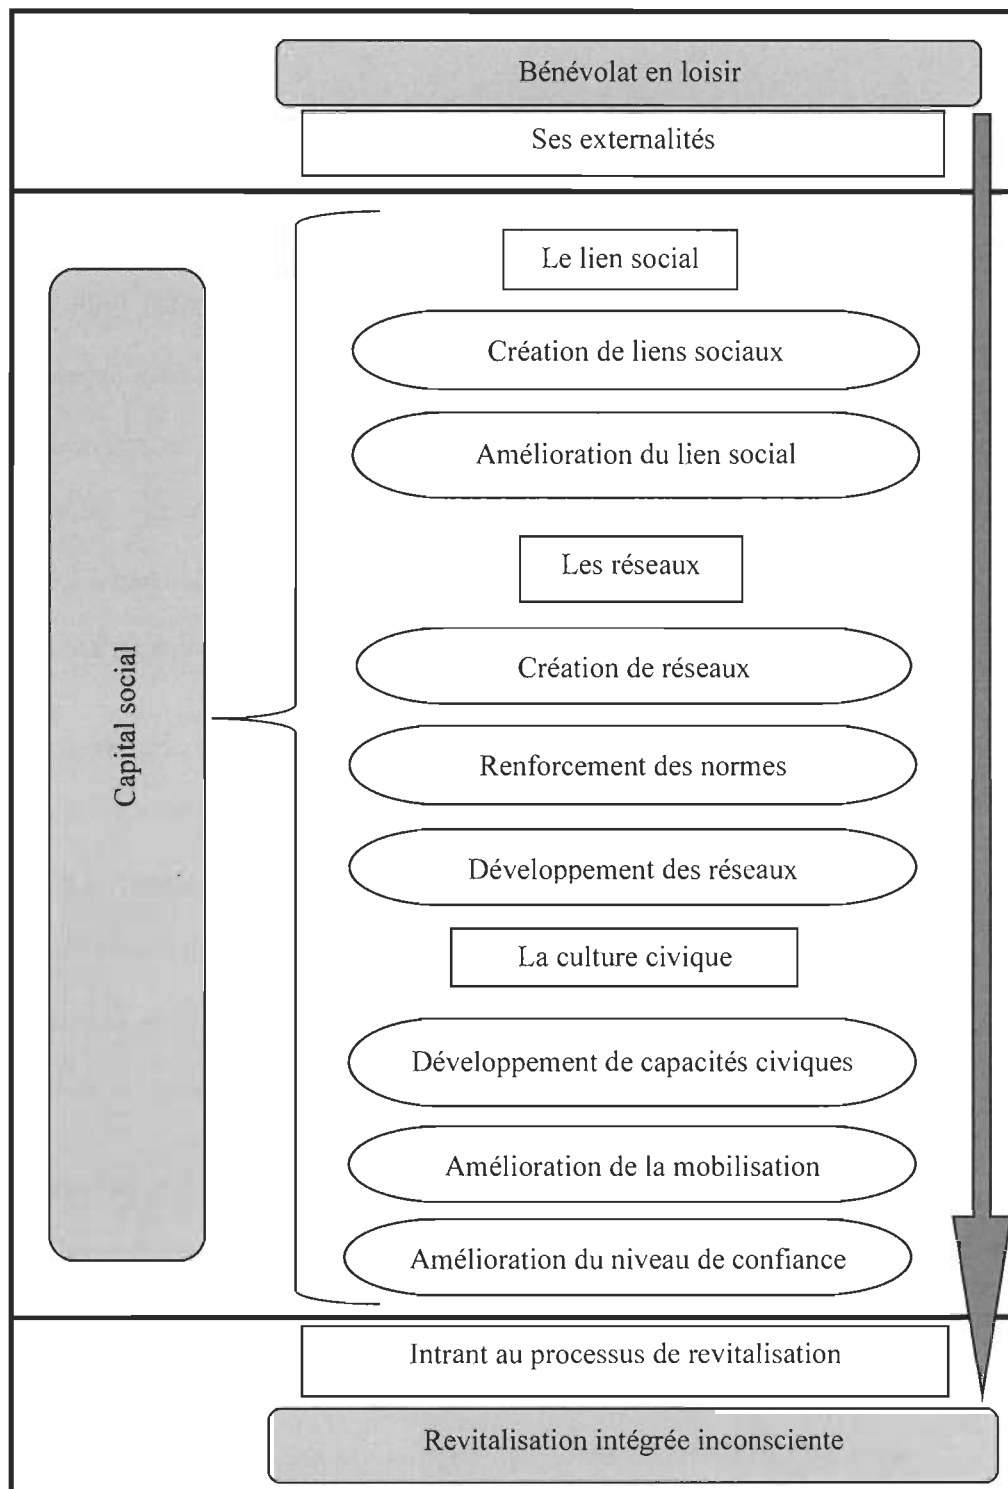 Bénévolat en loisir
Ses externalités
Le lien social
Création de liens sociaux
Amélioration du lien social
Les réseaux
Création de réseaux
Capital social
Renforcement des normes
Développement des réseaux
La culture civique
Développement de capacités civiques
Amélioration de la mobilisation
Amélioration du niveau de confiance
Intrant au processus de revitalisation
Revitalisation intégrée inconsciente